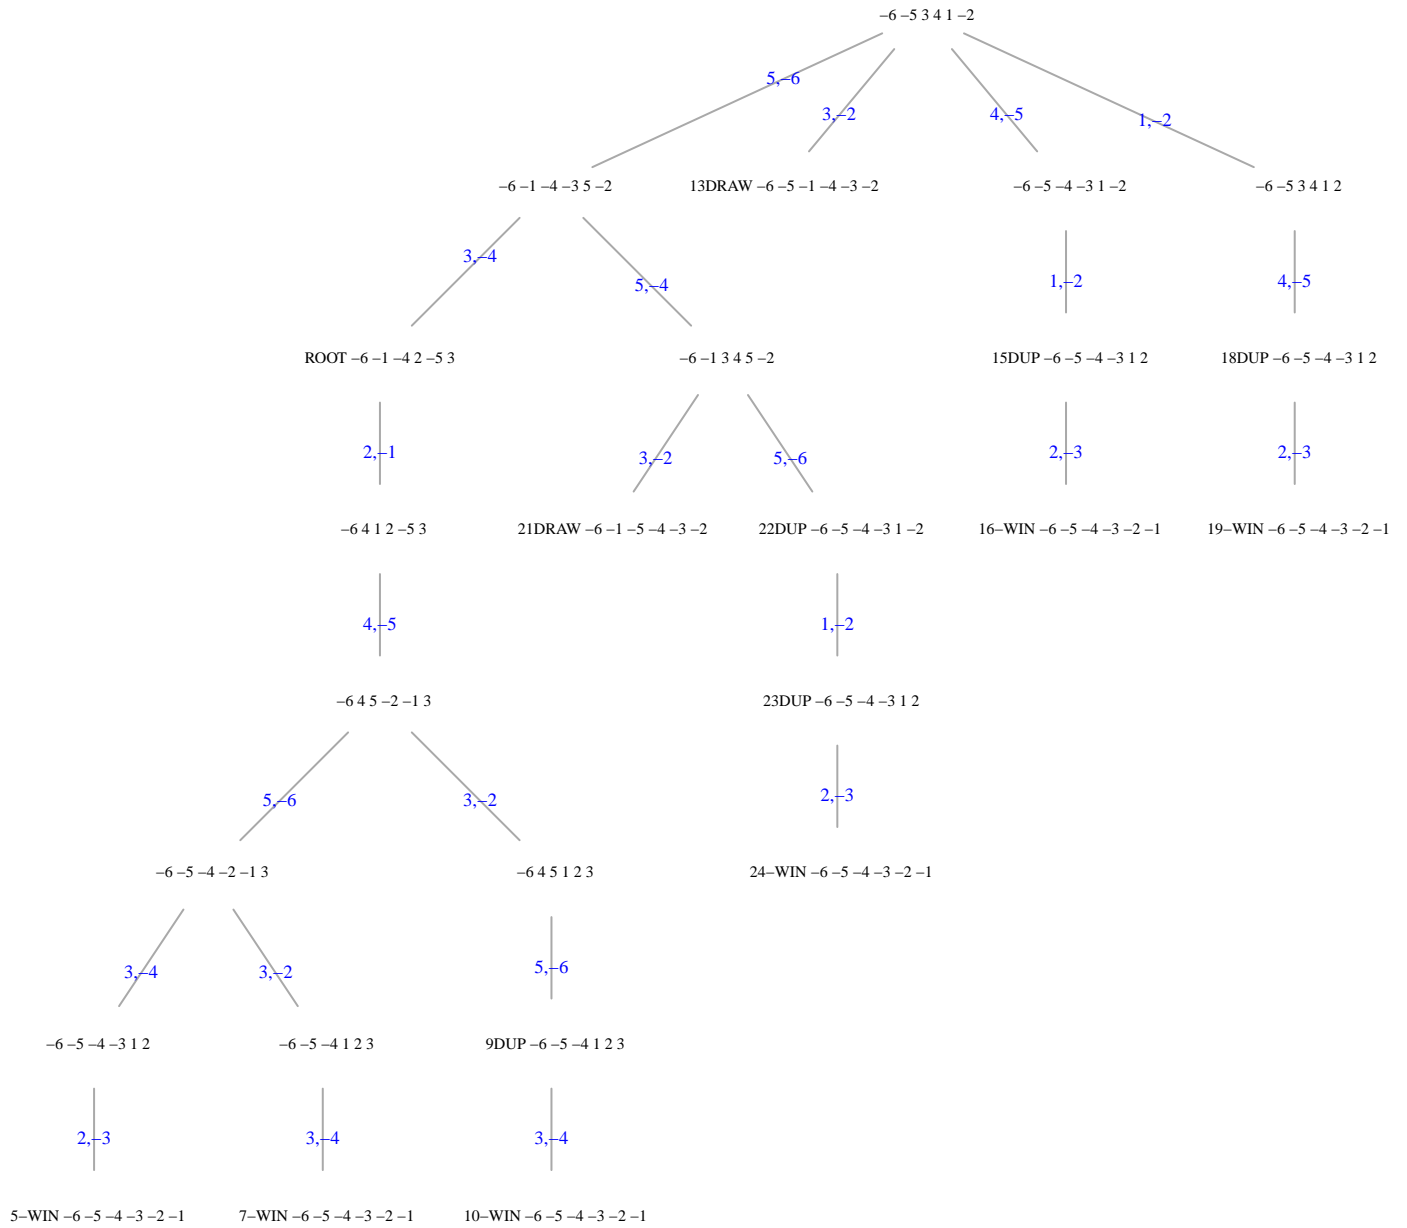 –6 –5 3 4 1 –2
5,–6
3,–2
4,–5
1,–2
–6 –1 –4 –3 5 –2
13DRAW –6 –5 –1 –4 –3 –2
–6 –5 –4 –3 1 –2
–6 –5 3 4 1 2
3,–4
5,–4
1,–2
4,–5
ROOT –6 –1 –4 2 –5 3
–6 –1 3 4 5 –2
15DUP –6 –5 –4 –3 1 2
18DUP –6 –5 –4 –3 1 2
2,–1
3,–2
5,–6
2,–3
2,–3
–6 4 1 2 –5 3
21DRAW –6 –1 –5 –4 –3 –2
22DUP –6 –5 –4 –3 1 –2
16–WIN –6 –5 –4 –3 –2 –1
19–WIN –6 –5 –4 –3 –2 –1
4,–5
1,–2
–6 4 5 –2 –1 3
23DUP –6 –5 –4 –3 1 2
5,–6
3,–2
2,–3
–6 –5 –4 –2 –1 3
–6 4 5 1 2 3
24–WIN –6 –5 –4 –3 –2 –1
3,–4
3,–2
5,–6
–6 –5 –4 –3 1 2
–6 –5 –4 1 2 3
9DUP –6 –5 –4 1 2 3
2,–3
3,–4
3,–4
5–WIN –6 –5 –4 –3 –2 –1
7–WIN –6 –5 –4 –3 –2 –1
10–WIN –6 –5 –4 –3 –2 –1